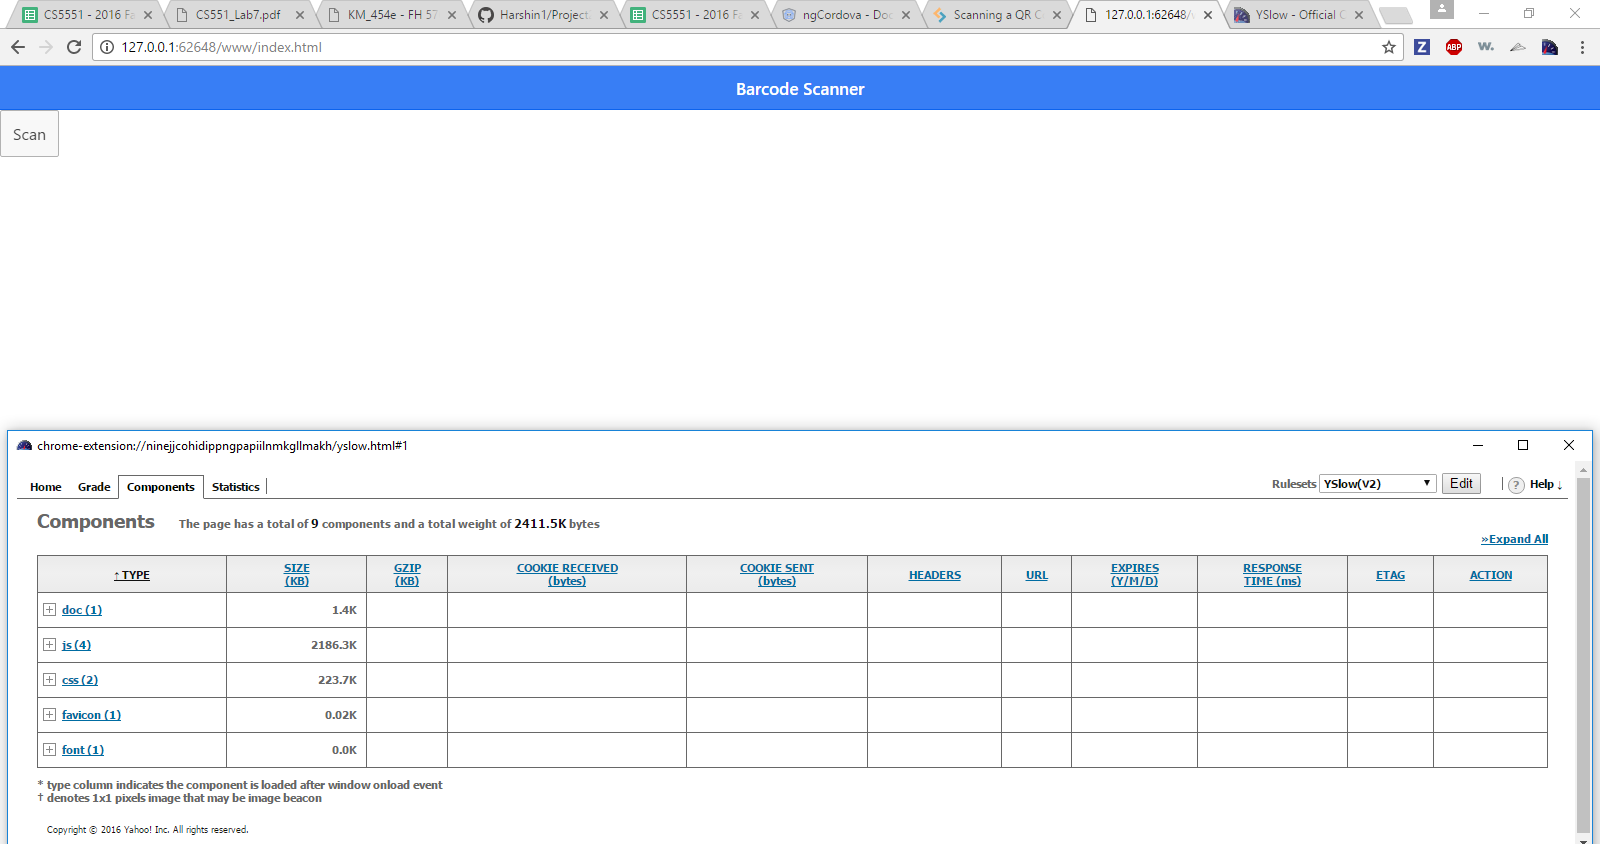 CS5551 - 2016 Fa
CS551_Lab7.pdf
KM_454e - FH 57
Harshin1/Project.
CS5551 - 2016 Fa
ngCordova - Doc
Scanning a QR C
127.0.0.1:62648/
YSlow - Official C
127.0.0.1:62648/www/index.html
Z
ABP
W.
Barcode Scanner
Scan
chrome-extension://ninejjcohidippngpapiilnmkgllmakh/yslow.html#1
Home Grade Components Statistics
Rulesets YSlow(V2) Edit ? Help ↓
Components The page has a total of 9 components and a total weight of 2411.5K bytes
»Expand All
↑ TYPE SIZE (KB) GZIP (KB) COOKIE RECEIVED (bytes) COOKIE SENT (bytes) HEADERS URL EXPIRES (Y/M/D) RESPONSE TIME (ms) ETAG ACTION
doc (1) 1.4K
js (4) 2186.3K
css (2) 223.7K
favicon (1) 0.02K
font (1) 0.0K
* type column indicates the component is loaded after window onload event
† denotes 1x1 pixels image that may be image beacon
Copyright © 2016 Yahoo! Inc. All rights reserved.